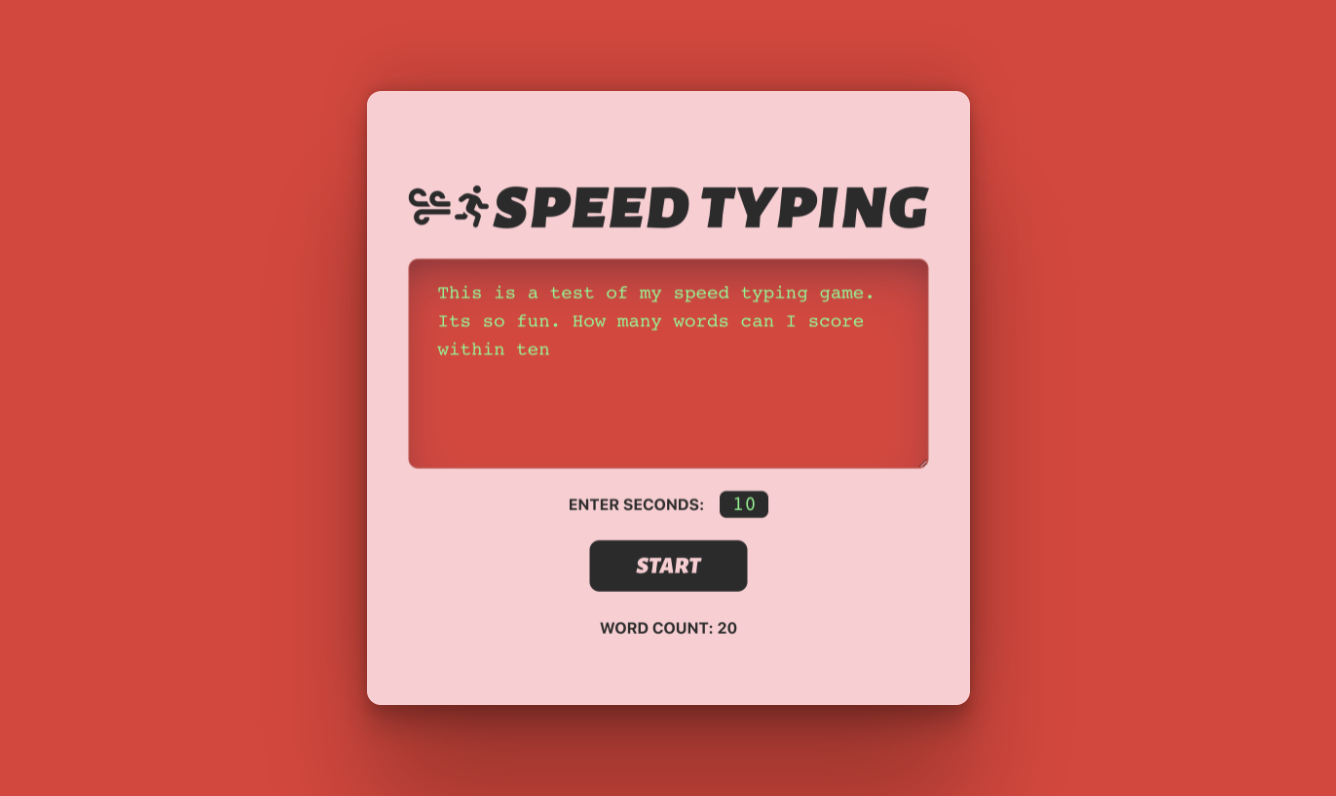 SPEED TYPING
This is a test of my speed typing game.
Its so fun. How many words can I score
within ten
ENTER SECONDS: 10
START
WORD COUNT: 20